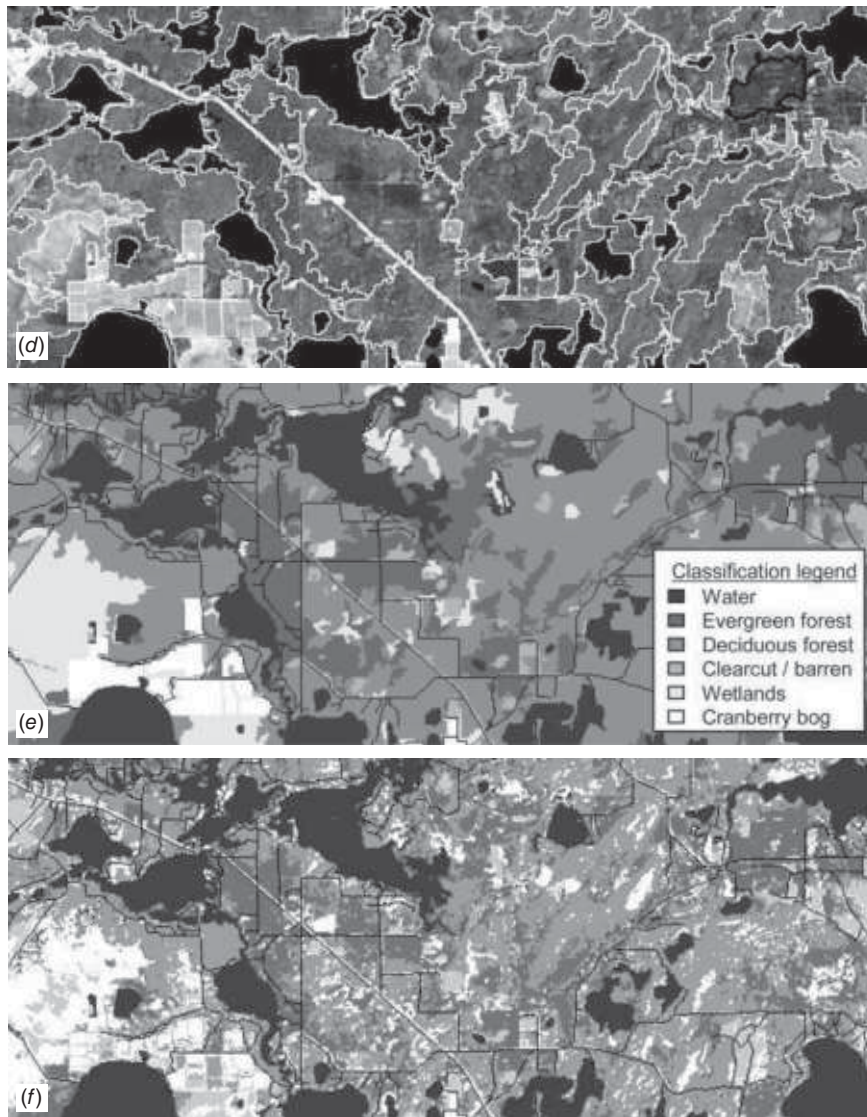 (d)
Classification legend
Water
Evergreen forest
Deciduous forest
Clearcut / barren
Wetlands
Cranberry bog
(e)
(f)